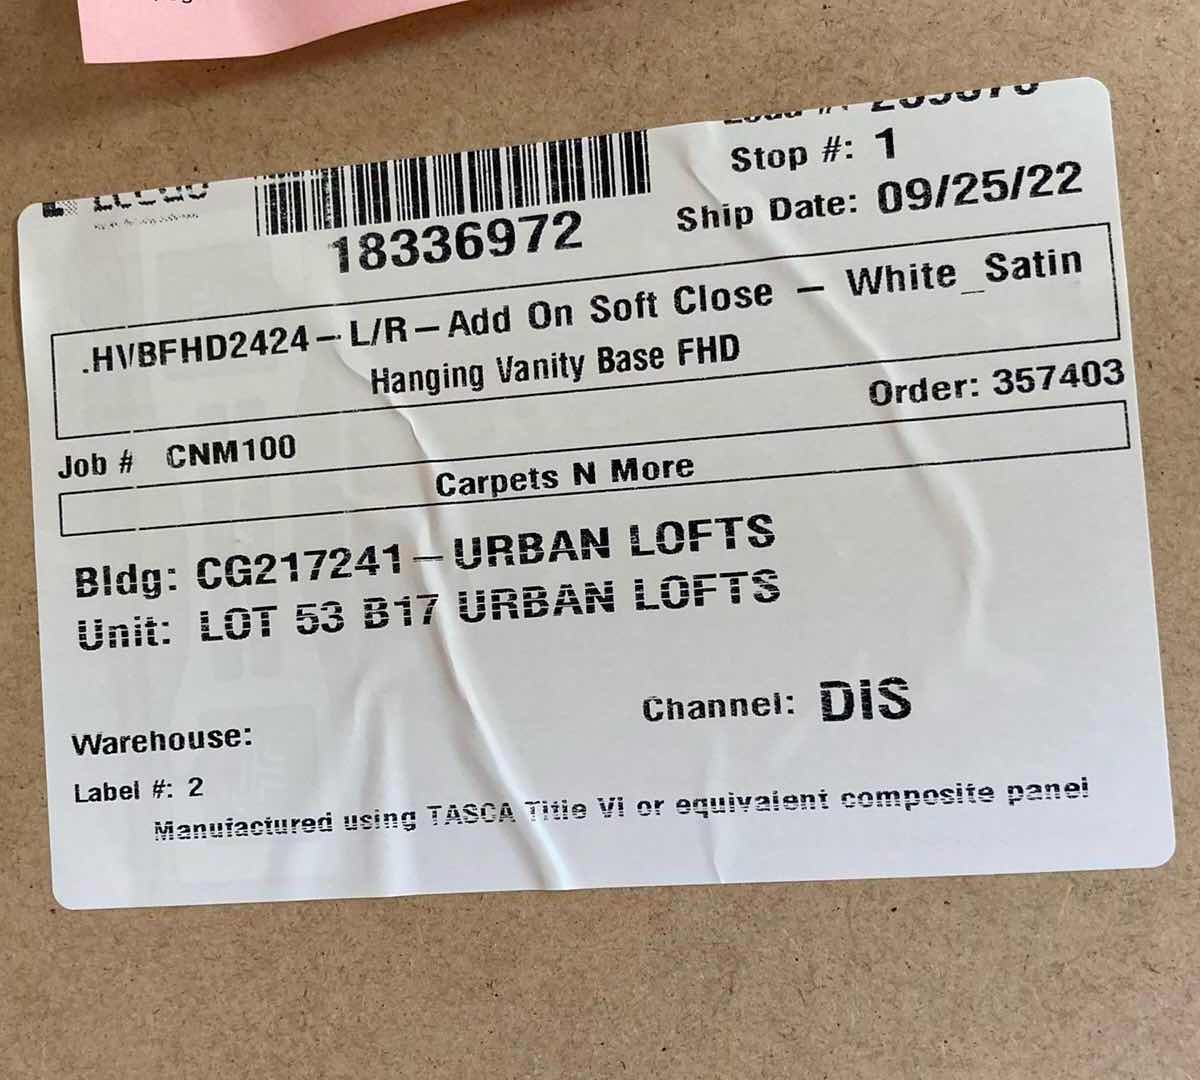 18336972
Stop #: 1
Ship Date: 09/25/22
.HVBFHD2424-L/R-Add On Soft Close - White_Satin
Hanging Vanity Base FHD
Order: 357403
Job # CNM100
Carpets N More
Bldg: CG217241-URBAN LOFTS
Unit: LOT 53 B17 URBAN LOFTS
Channel: DIS
Warehouse:
Label #: 2
Manufactured using TASCA Title VI or equivalent composite panel